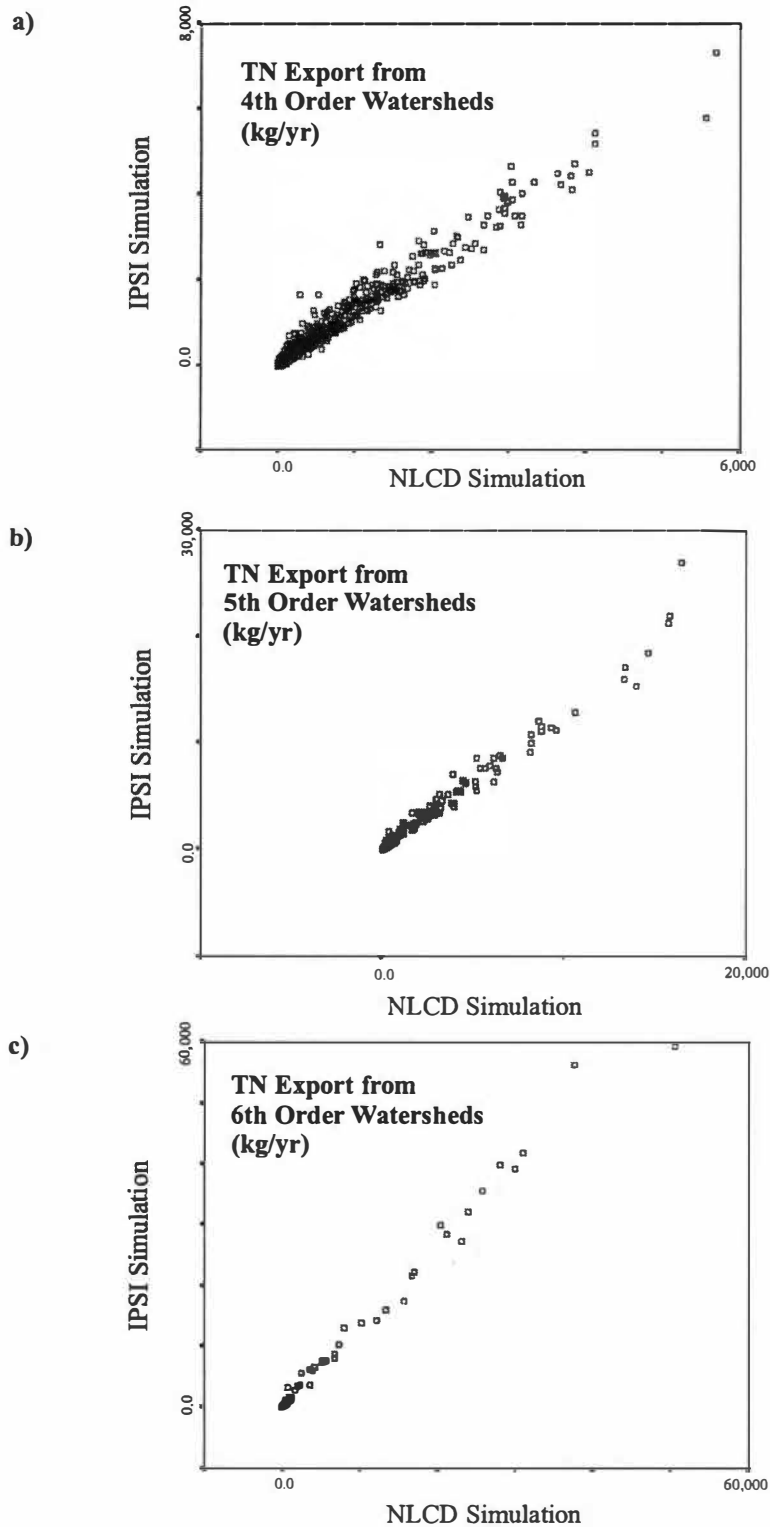 a)
8,000
TN Export from
4th Order Watersheds
(kg/yr)
IPSI Simulation
0.0
0.0
6,000
NLCD Simulation
b)
30,000
TN Export from
5th Order Watersheds
(kg/yr)
IPSI Simulation
0.0
0.0
20,000
NLCD Simulation
c)
60,000
TN Export from
6th Order Watersheds
(kg/yr)
IPSI Simulation
0.0
0.0
60,000
NLCD Simulation